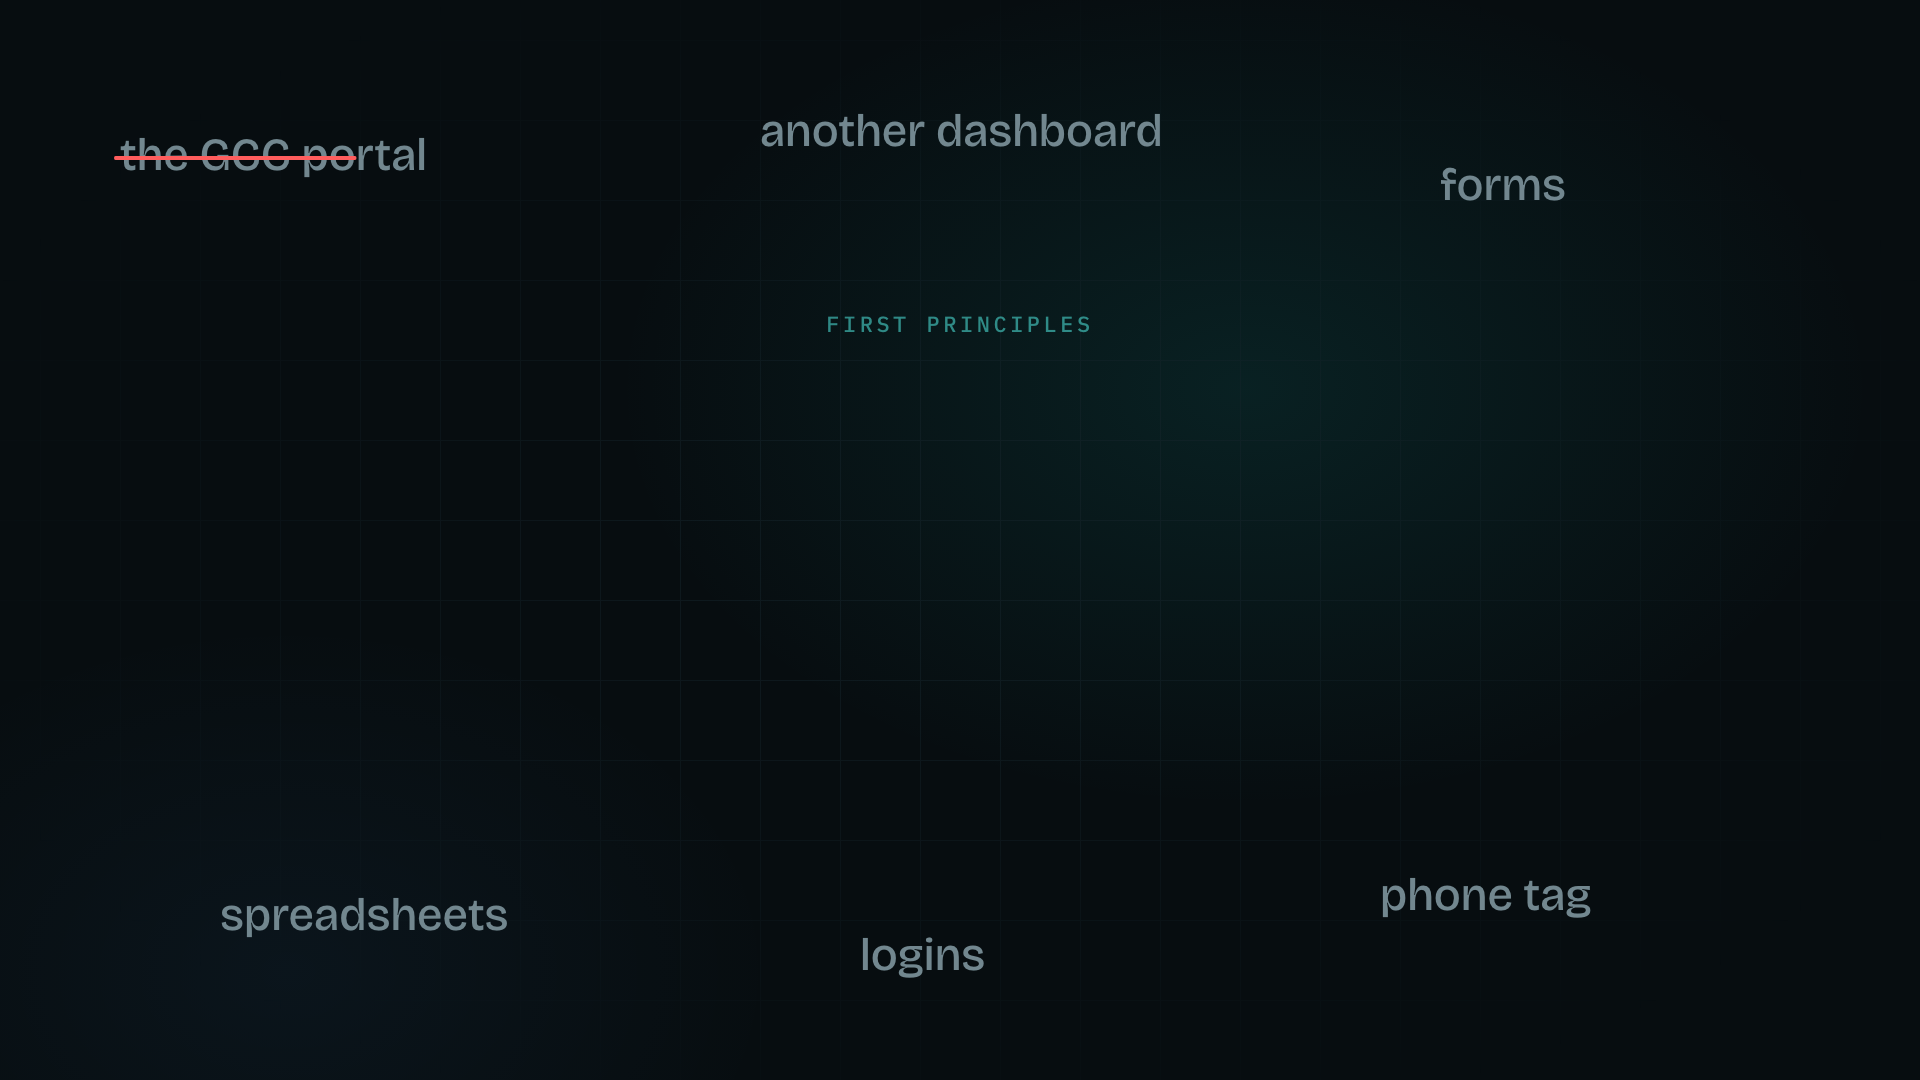 another dashboard
the GCC portal
forms
FIRST PRINCIPLES
phone tag
spreadsheets
logins